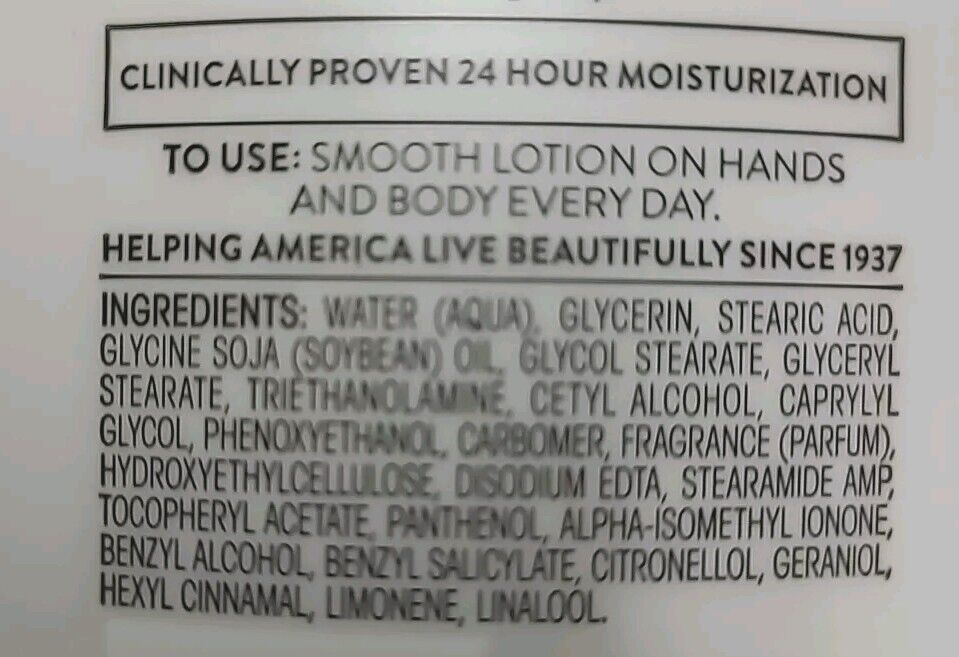 CLINICALLY PROVEN 24 HOUR MOISTURIZATION
TO USE: SMOOTH LOTION ON HANDS
AND BODY EVERY DAY.
HELPING AMERICA LIVE BEAUTIFULLY SINCE 1937
INGREDIENTS: WATER (AQUA), GLYCERIN, STEARIC ACID,
GLYCINE SOJA (SOYBEAN) OIL, GLYCOL STEARATE, GLYCERYL
STEARATE, TRIETHANOLAMINE, CETYL ALCOHOL, CAPRYLYL
GLYCOL, PHENOXYETHANOL, CARBOMER, FRAGRANCE (PARFUM),
HYDROXYETHYLCELLULOSE, DISODIUM EDTA, STEARAMIDE AMP,
TOCOPHERYL ACETATE, PANTHENOL, ALPHA-ISOMETHYL IONONE,
BENZYL ALCOHOL, BENZYL SALICYLATE, CITRONELLOL, GERANIOL,
HEXYL CINNAMAL, LIMONENE, LINALOOL.